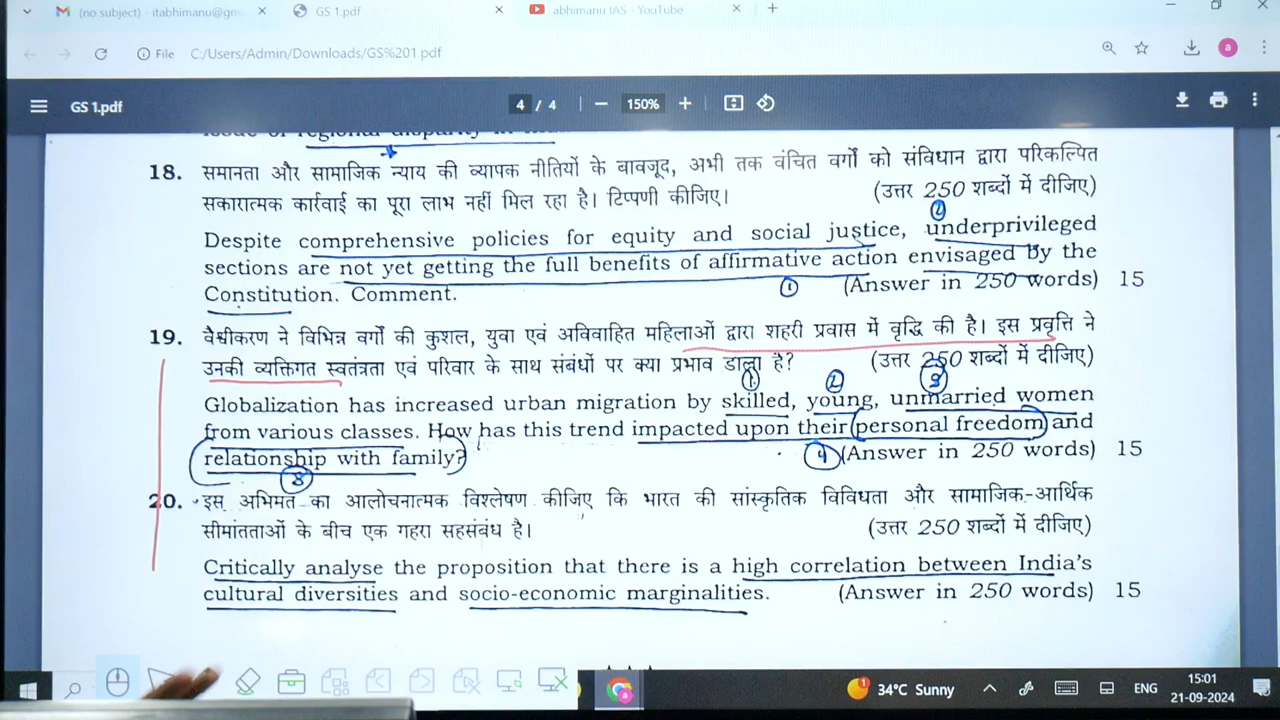 (no subject) - itabhimanu@gm
GS 1.pdf
abhimanu IAS - YouTube
File C:/Users/Admin/Downloads/GS%201.pdf
a
GS 1.pdf
4 / 4
150%
issue of regional disparity in
18. समानता और सामाजिक न्याय की व्यापक नीतियों के बावजूद, अभी तक वंचित वर्गों को संविधान द्वारा परिकल्पित
सकारात्मक कार्रवाई का पूरा लाभ नहीं मिल रहा है। टिप्पणी कीजिए। (उत्तर 250 शब्दों में दीजिए)
Despite comprehensive policies for equity and social justice, underprivileged
sections are not yet getting the full benefits of affirmative action envisaged by the
Constitution. Comment. (Answer in 250 words) 15
19. वैश्वीकरण ने विभिन्न वर्गों की कुशल, युवा एवं अविवाहित महिलाओं द्वारा शहरी प्रवास में वृद्धि की है। इस प्रवृत्ति ने
उनकी व्यक्तिगत स्वतंत्रता एवं परिवार के साथ संबंधों पर क्या प्रभाव डाला है? (उत्तर 250 शब्दों में दीजिए)
Globalization has increased urban migration by skilled, young, unmarried women
from various classes. How has this trend impacted upon their personal freedom and
relationship with family? (Answer in 250 words) 15
20. इस अभिमत का आलोचनात्मक विश्लेषण कीजिए कि भारत की सांस्कृतिक विविधता और सामाजिक-आर्थिक
सीमांतताओं के बीच एक गहरा सहसंबंध है। (उत्तर 250 शब्दों में दीजिए)
Critically analyse the proposition that there is a high correlation between India's
cultural diversities and socio-economic marginalities. (Answer in 250 words) 15
34°C Sunny
ENG
15:01
21-09-2024